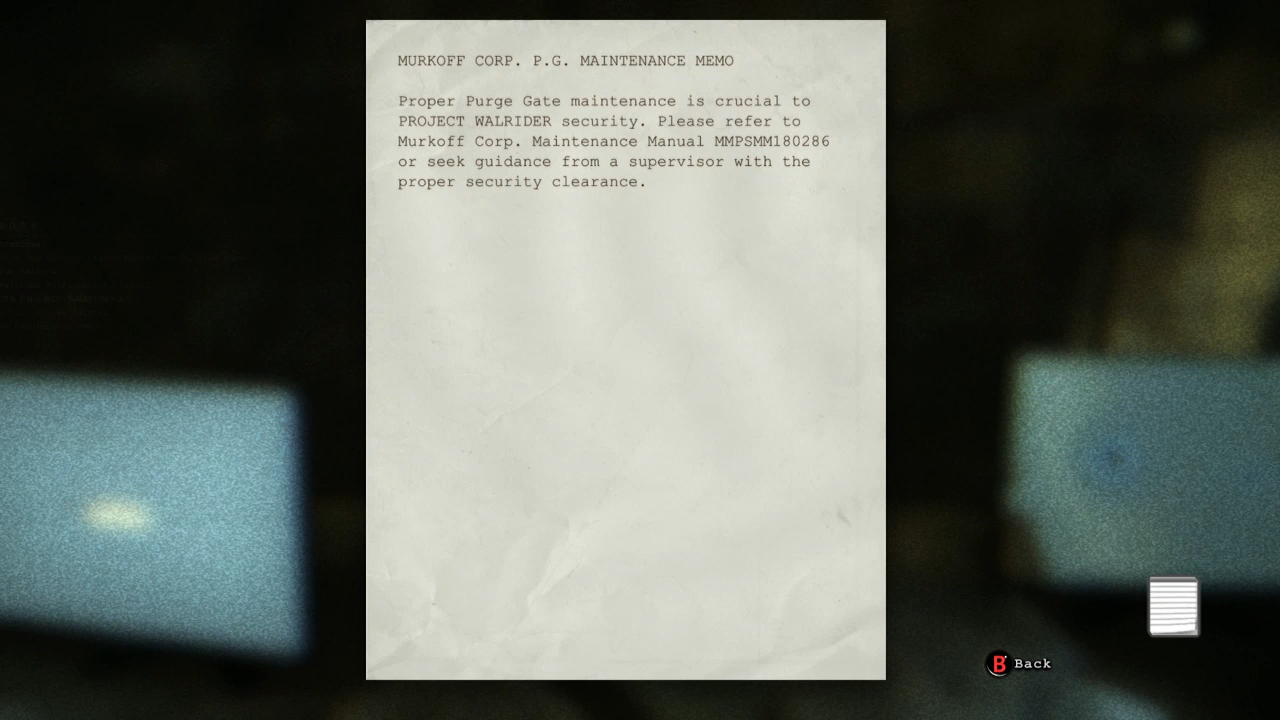 MURKOFF CORP. P.G. MAINTENANCE MEMO
Proper Purge Gate maintenance is crucial to
PROJECT WALRIDER security. Please refer to
Murkoff Corp. Maintenance Manual MMPSMM180286
or seek guidance from a supervisor with the
proper security clearance.
B Back